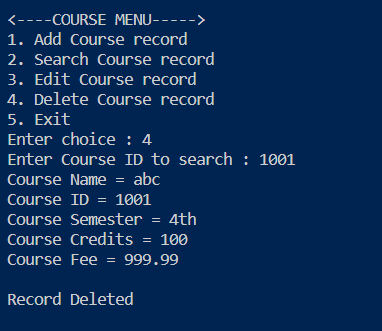 <----COURSE MENU----->
1. Add Course record
2. Search Course record
3. Edit Course record
4. Delete Course record
5. Exit
Enter choice : 4
Enter Course ID to search : 1001
Course Name = abc
Course ID = 1001
Course Semester = 4th
Course Credits = 100
Course Fee = 999.99
Record Deleted